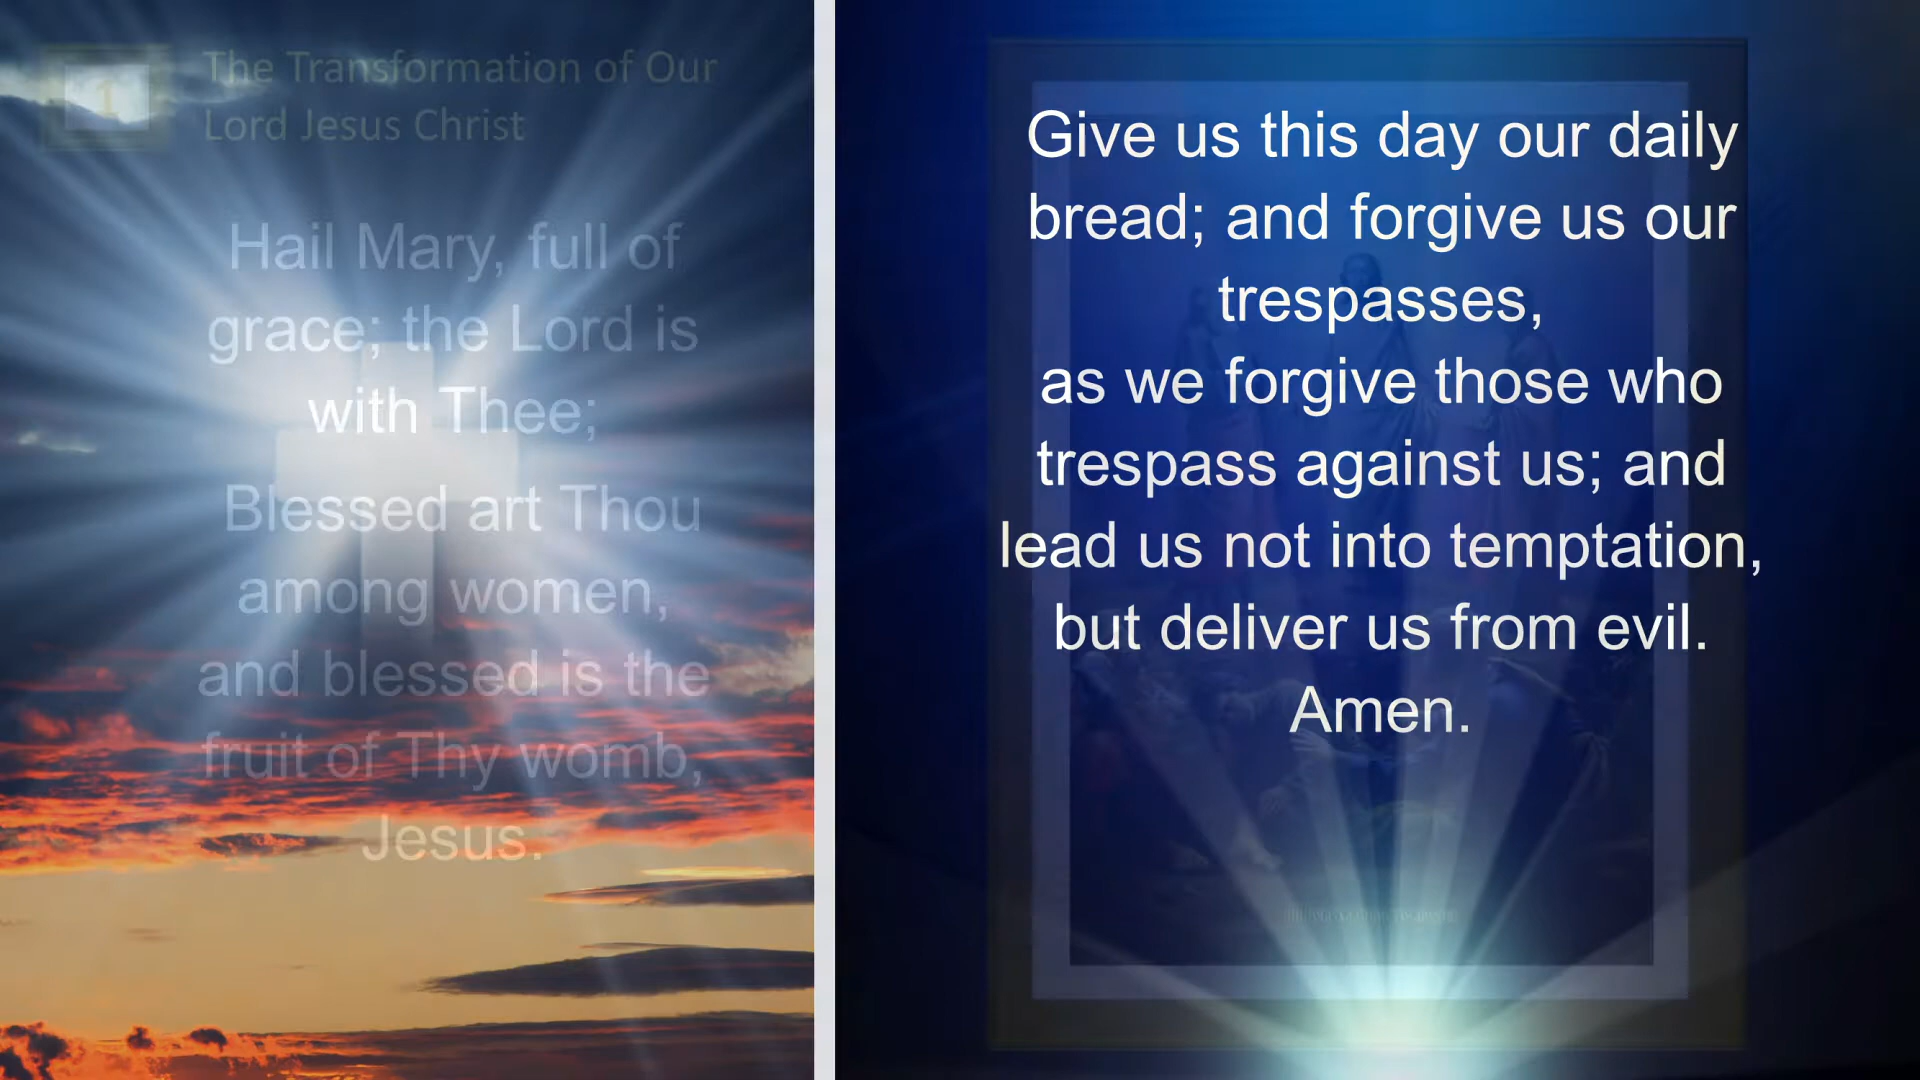 1
The Transformation of Our
Lord Jesus Christ
Hail Mary, full of
grace; the Lord is
with Thee;
Blessed art Thou
among women,
and blessed is the
fruit of Thy womb,
Jesus.
Give us this day our daily
bread; and forgive us our
trespasses,
as we forgive those who
trespass against us; and
lead us not into temptation,
but deliver us from evil.
Amen.